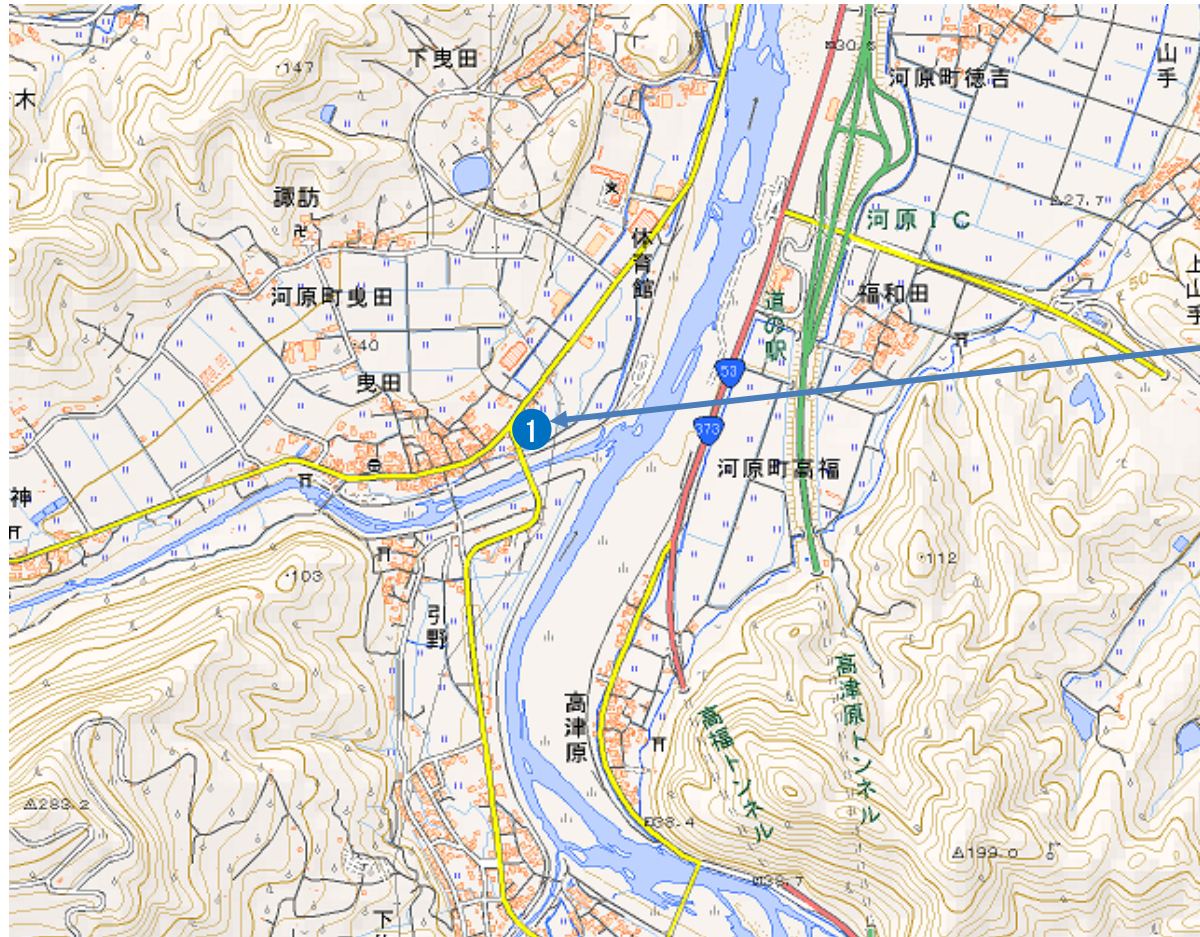 下曳田
147
木
諏訪
河原町曳田
40
曳田
体育館
30.6
河原町徳吉
山手
27.7
河原IC
50
上山手
福和田
道の駅
53
373
1
河原町高福
神
103
引野
112
高津原
高福トンネル
高津原トンネル
283.2
38.4
199.0
下